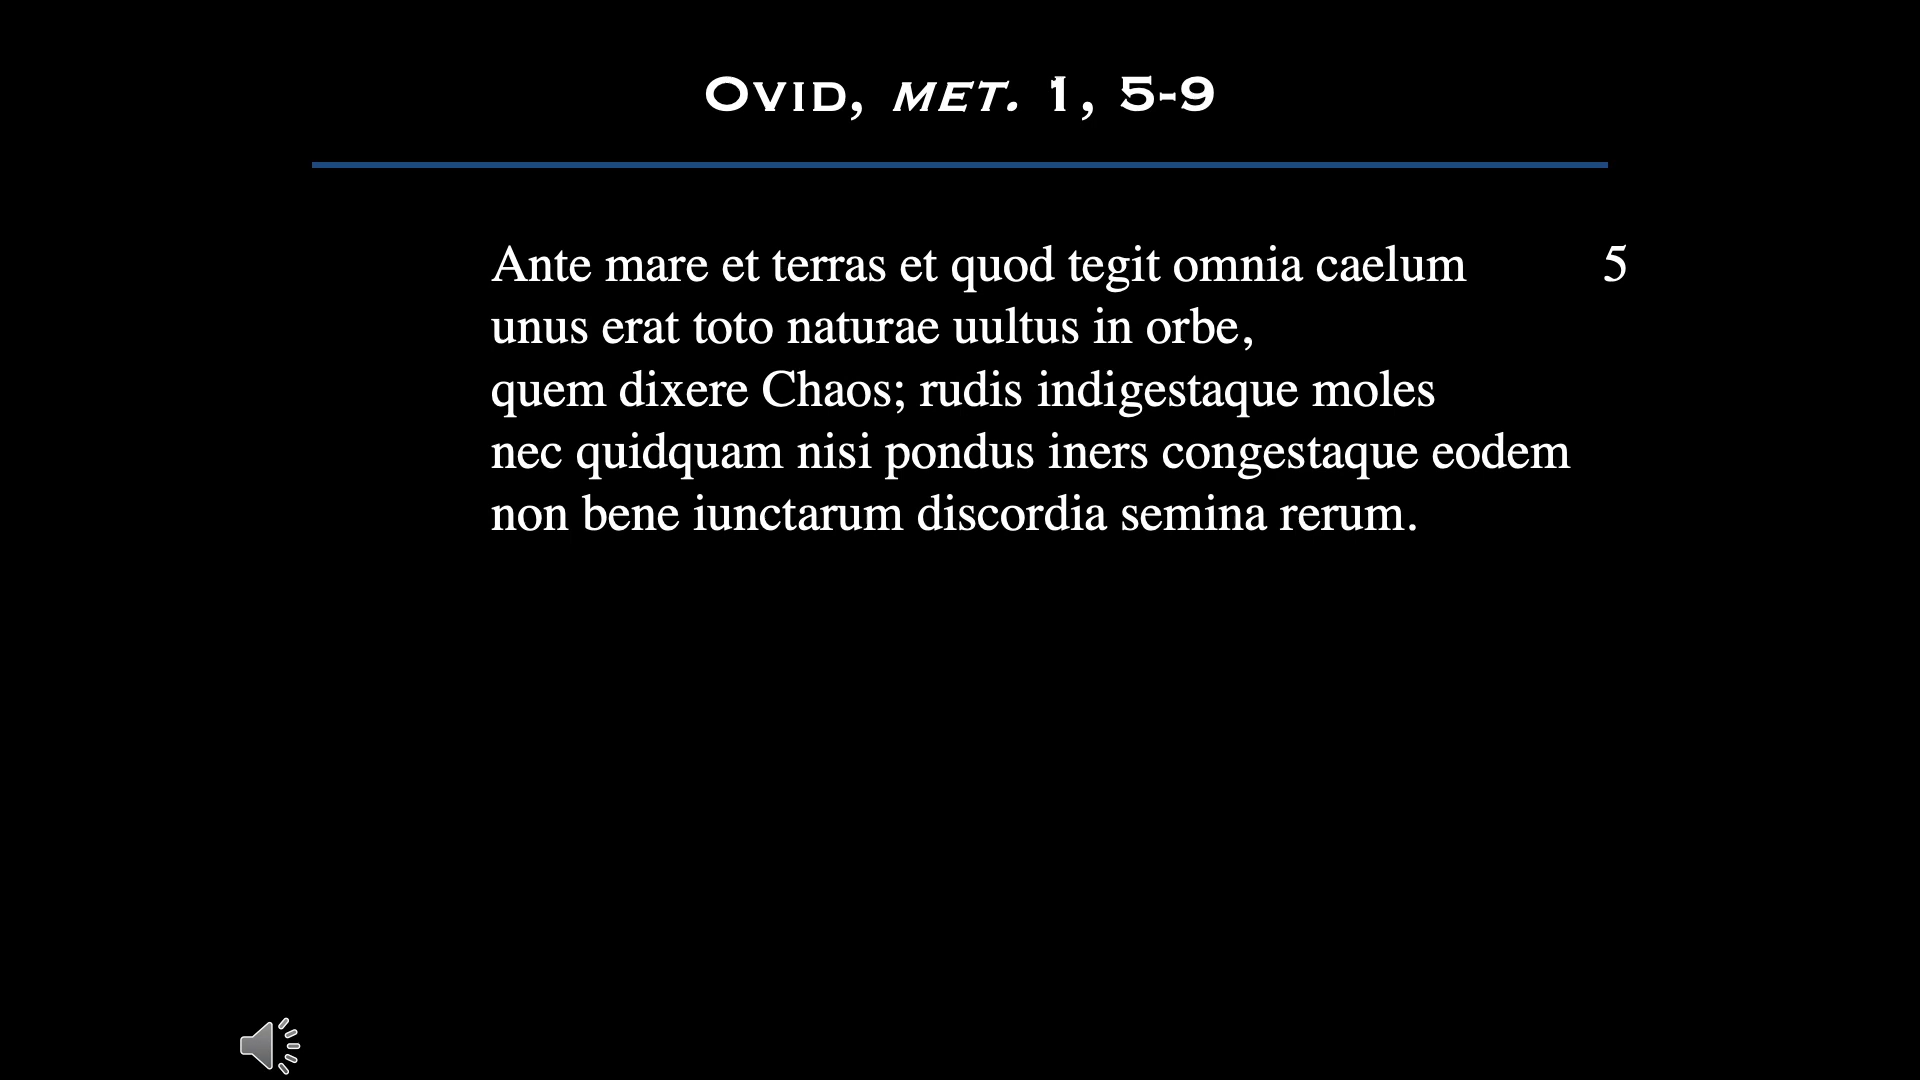 Ovid, met. 1, 5-9
Ante mare et terras et quod tegit omnia caelum 5
unus erat toto naturae uultus in orbe,
quem dixere Chaos; rudis indigestaque moles
nec quidquam nisi pondus iners congestaque eodem
non bene iunctarum discordia semina rerum.